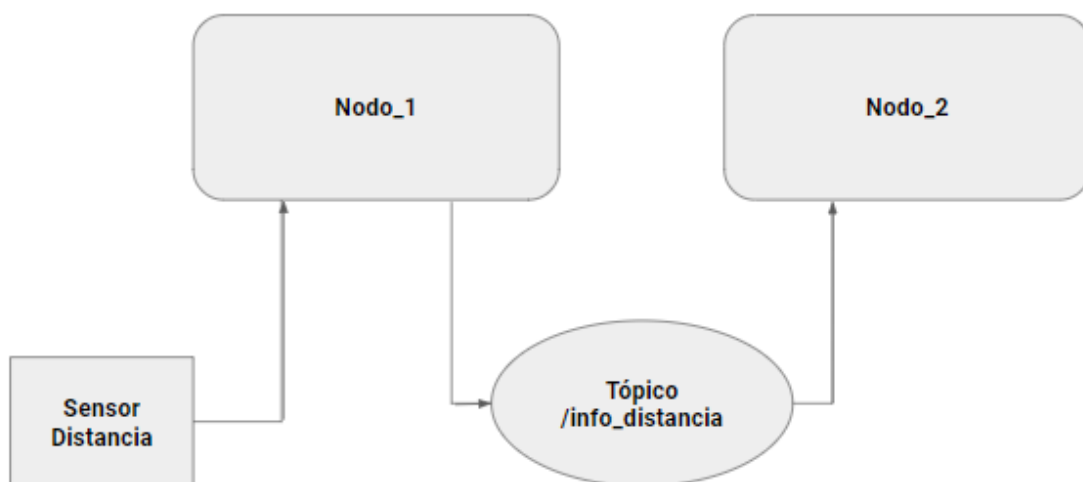 Nodo_1
Nodo_2
Sensor
Distancia
Tópico
/info_distancia